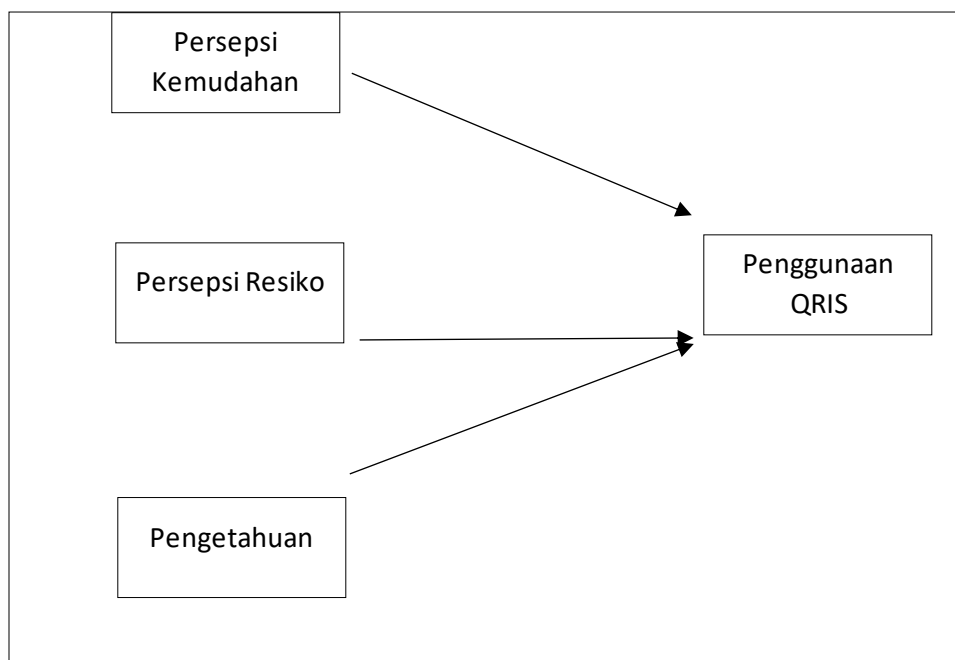 Persepsi
Kemudahan
Persepsi Resiko
Penggunaan
QRIS
Pengetahuan